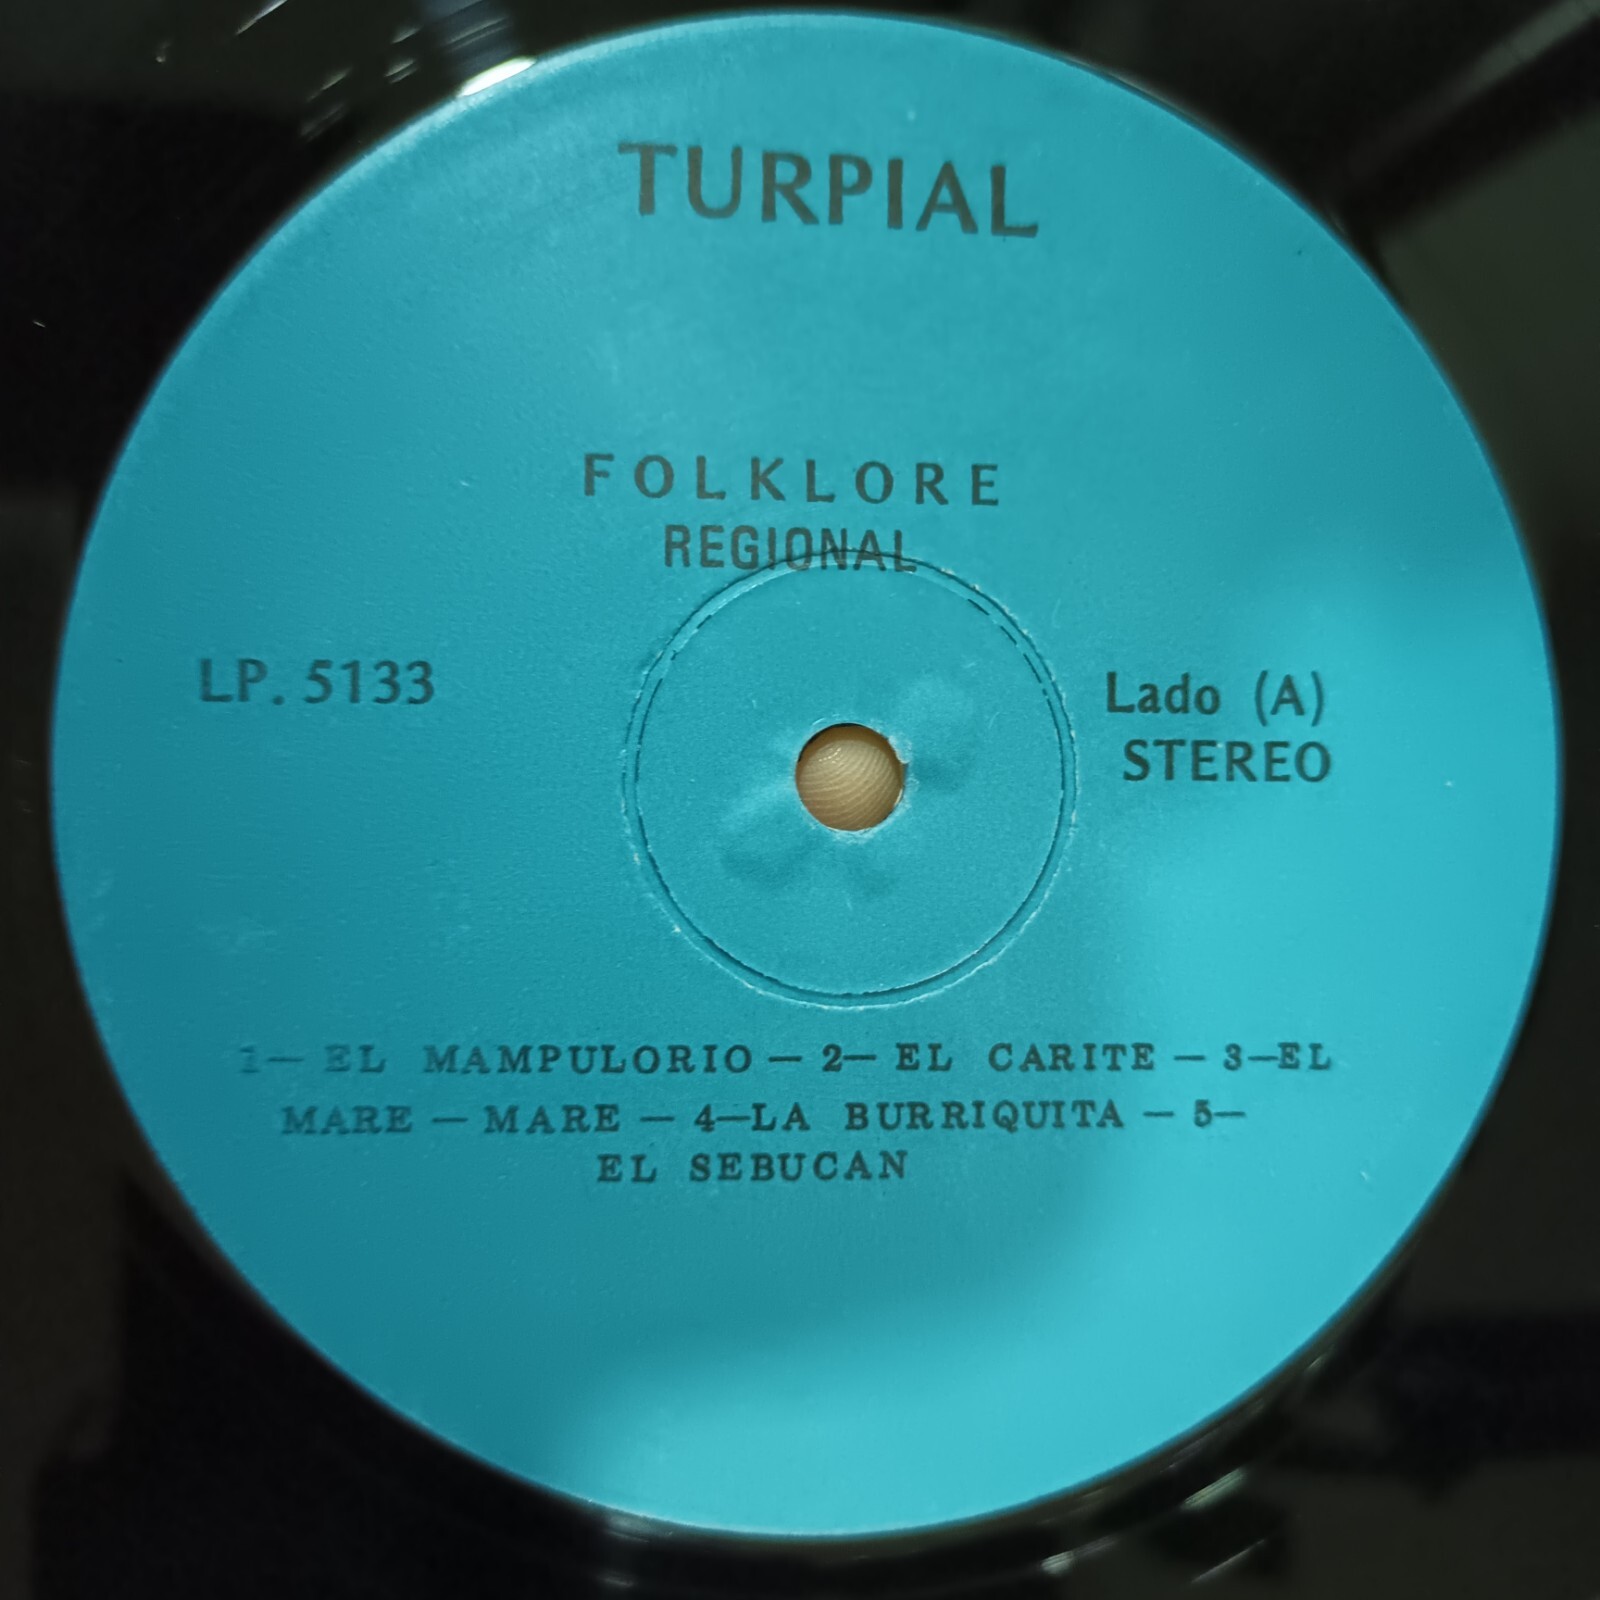 TURPIAL
FOLKLORE
REGIONAL
LP. 5133
Lado (A)
STEREO
1— EL MAMPULORIO — 2— EL CARITE — 3—EL
MARE — MARE — 4—LA BURRIQUITA — 5—
EL SEBUCAN